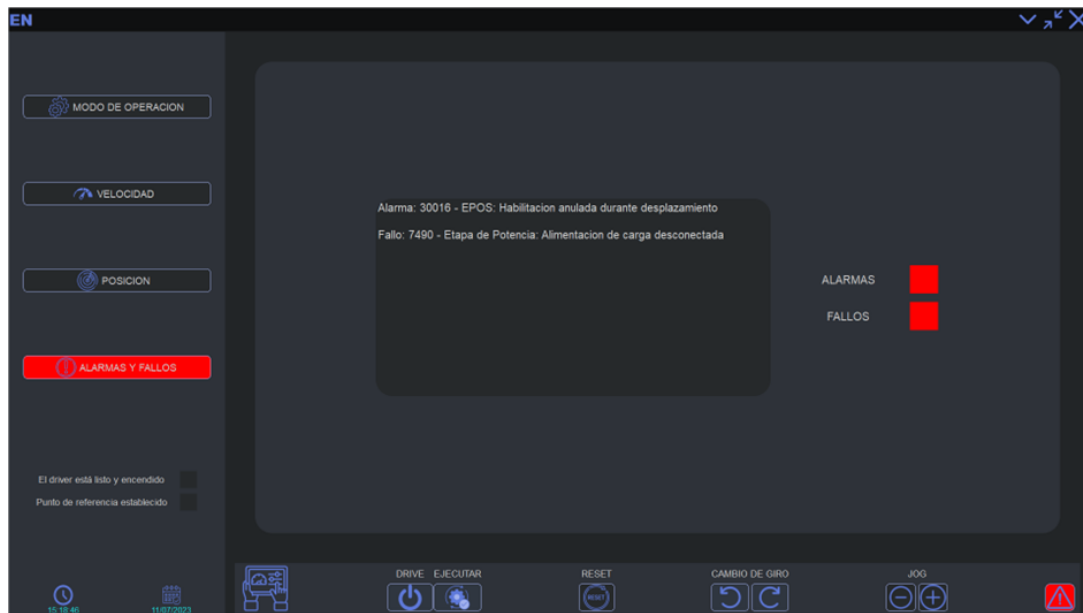 EN
MODO DE OPERACION
VELOCIDAD
POSICION
ALARMAS Y FALLOS
El driver está listo y encendido
Punto de referencia establecido
15:18:46
11/07/2023
Alarma: 30016 - EPOS: Habilitacion anulada durante desplazamiento
Fallo: 7490 - Etapa de Potencia: Alimentacion de carga desconectada
ALARMAS
FALLOS
DRIVE EJECUTAR
RESET
CAMBIO DE GIRO
JOG
RESET